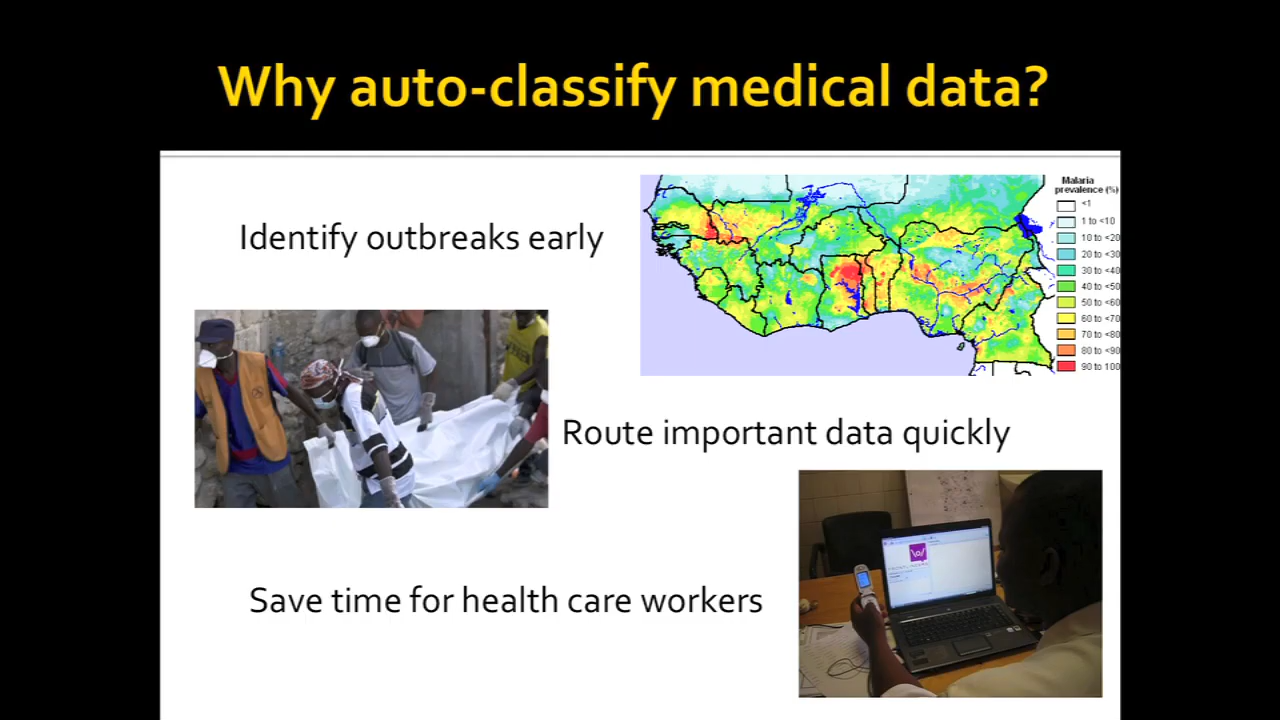 Why auto-classify medical data?
Identify outbreaks early
Malaria
prevalence (%)
<1
1 to <10
10 to <20
20 to <30
30 to <40
40 to <50
50 to <60
60 to <70
70 to <80
80 to <90
90 to 100
Route important data quickly
Save time for health care workers